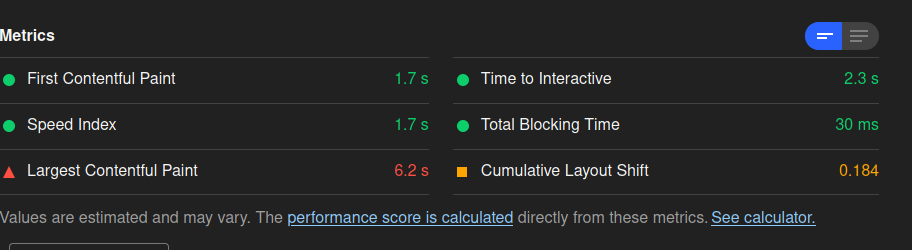 Metrics
First Contentful Paint 1.7 s
Time to Interactive 2.3 s
Speed Index 1.7 s
Total Blocking Time 30 ms
Largest Contentful Paint 6.2 s
Cumulative Layout Shift 0.184
Values are estimated and may vary. The performance score is calculated directly from these metrics. See calculator.